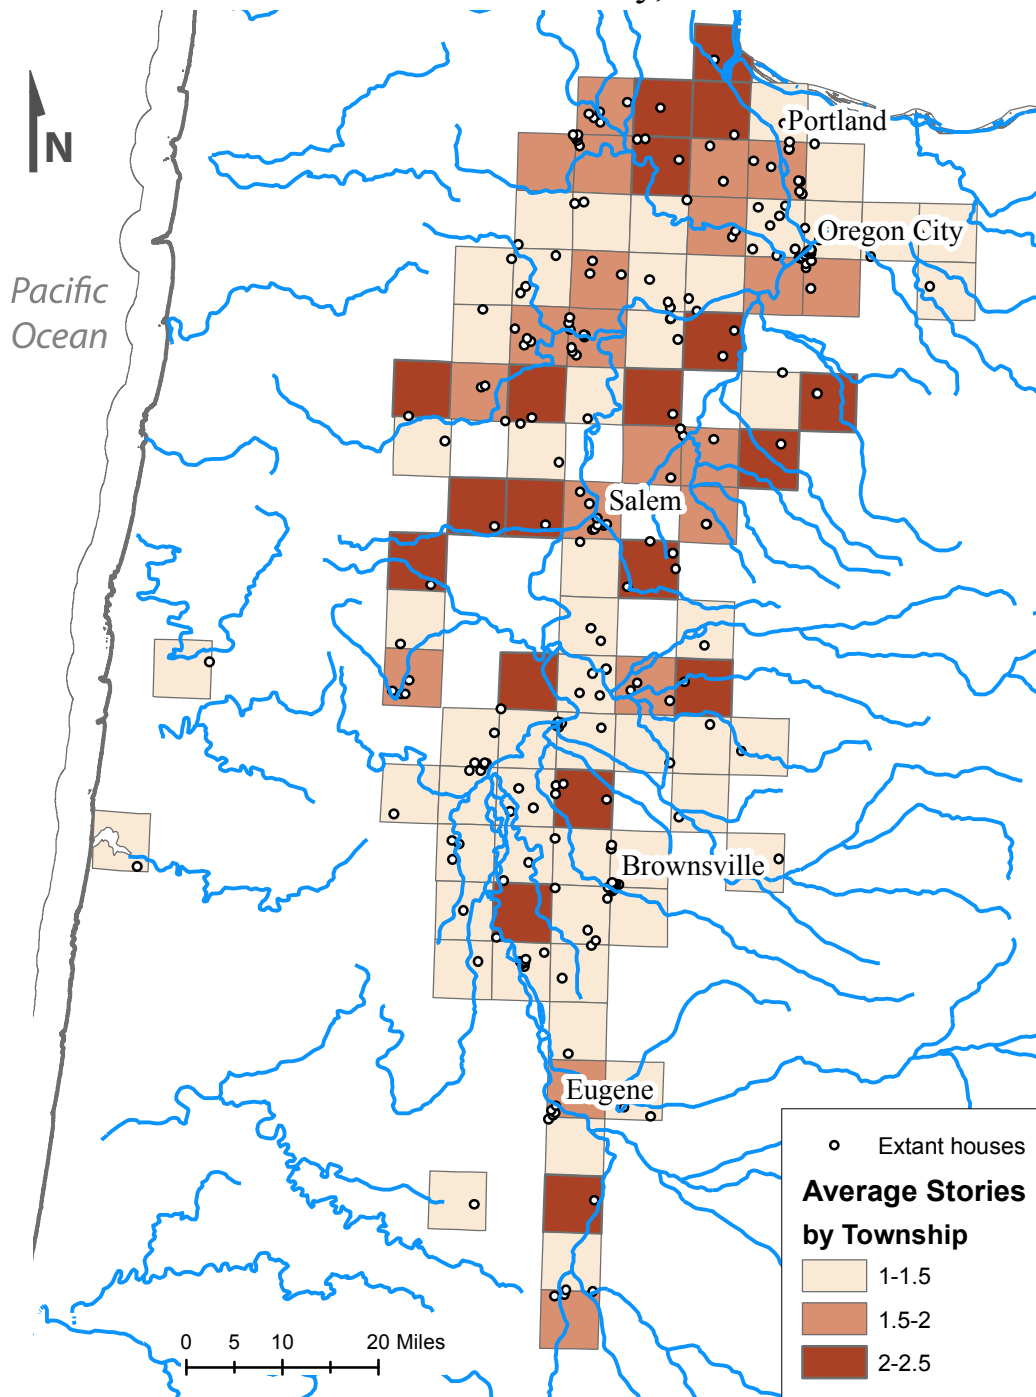 Portland
N
Oregon City
Pacific
Ocean
Salem
Brownsville
Eugene
Extant houses
Average Stories
by Township
1-1.5
1.5-2
2-2.5
0 5 10 20 Miles